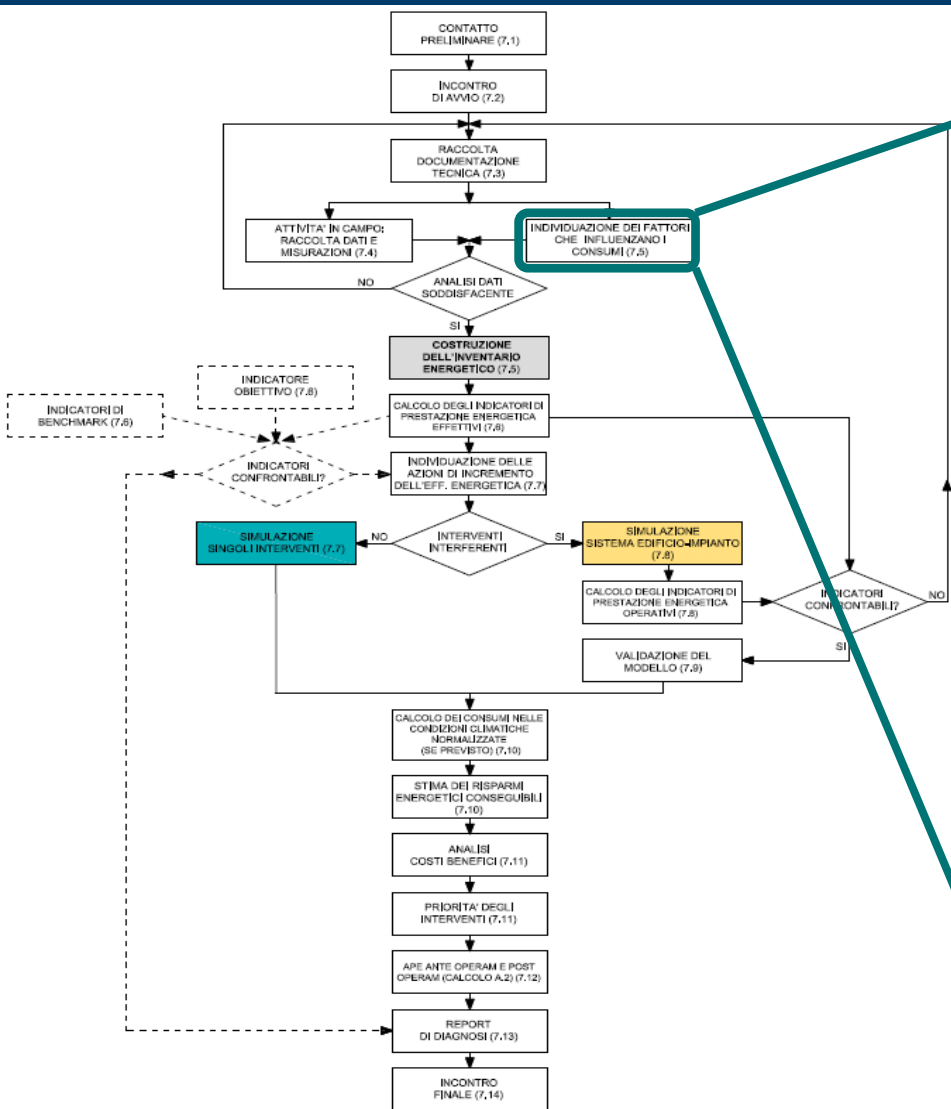 CONTATTO
PRELIMINARE (7.1)
INCONTRO
DI AVVIO (7.2)
RACCOLTA
DOCUMENTAZIONE
TECNICA (7.3)
ATTIVITA' IN CAMPO:
RACCOLTA DATI E
MISURAZIONI (7.4)
INDIVIDUAZIONE DEI FATTORI
CHE INFLUENZANO I
CONSUMI (7.5)
NO
ANALISI DATI
SODDISFACENTE
SI
COSTRUZIONE
DELL'INVENTARIO
ENERGETICO (7.5)
INDICATORE
OBIETTIVO (7.6)
INDICATORI DI
BENCHMARK (7.6)
CALCOLO DEGLI INDICATORI DI
PRESTAZIONE ENERGETICA
EFFETTIVI (7.6)
INDICATORI
CONFRONTABILI?
INDIVIDUAZIONE DELLE
AZIONI DI INCREMENTO
DELL'EFF. ENERGETICA (7.7)
SIMULAZIONE
SINGOLI INTERVENTI (7.7)
NO
INTERVENTI
INTERFERENTI
SI
SIMULAZIONE
SISTEMA EDIFICIO-IMPIANTO
(7.8)
CALCOLO DEGLI INDICATORI DI
PRESTAZIONE ENERGETICA
OPERATIVI (7.8)
INDICATORI
CONFRONTABILI?
NO
SI
VALIDAZIONE DEL
MODELLO (7.9)
CALCOLO DEI CONSUMI NELLE
CONDIZIONI CLIMATICHE
NORMALIZZATE
(SE PREVISTO) (7.10)
STIMA DEI RISPARMI
ENERGETICI CONSEGUIBILI
(7.10)
ANALISI
COSTI BENEFICI (7.11)
PRIORITA' DEGLI
INTERVENTI (7.11)
APE ANTE OPERAM E POST
OPERAM (CALCOLO A.2) (7.12)
REPORT
DI DIAGNOSI (7.13)
INCONTRO
FINALE (7.14)